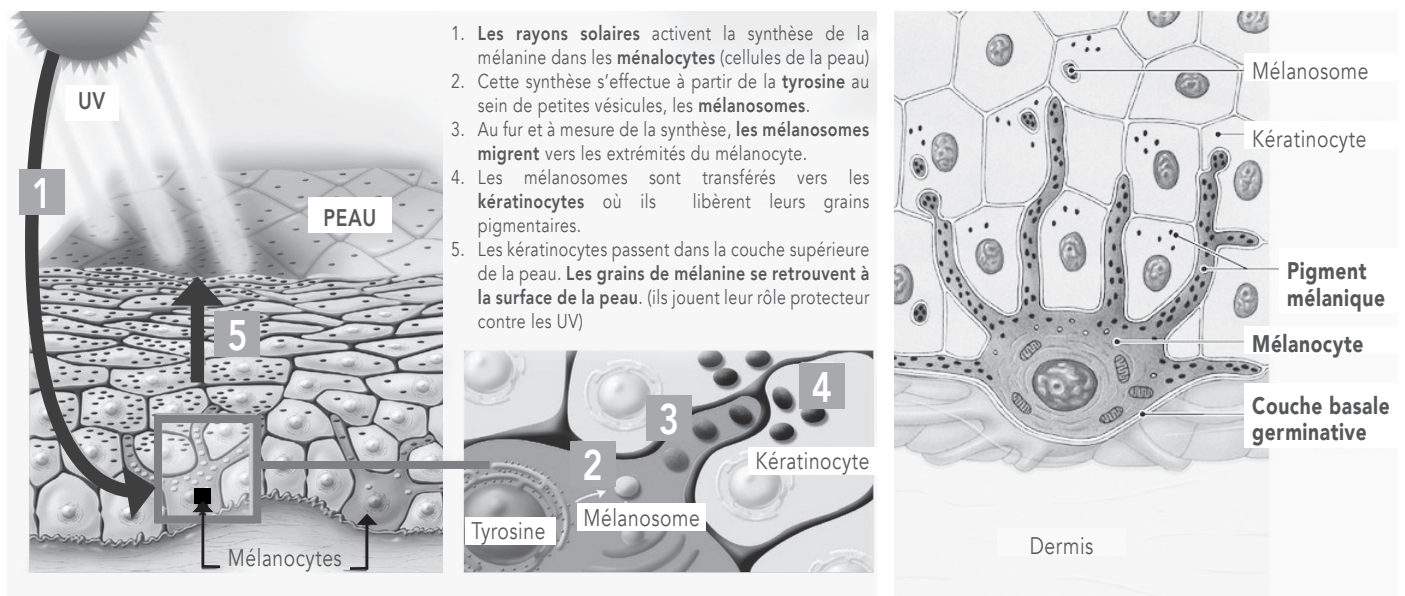 UV
1
PEAU
5
Mélanocytes
1. Les rayons solaires activent la synthèse de la
mélanine dans les ménalocytes (cellules de la peau)
2. Cette synthèse s'effectue à partir de la tyrosine au
sein de petites vésicules, les mélanosomes.
3. Au fur et à mesure de la synthèse, les mélanosomes
migrent vers les extrémités du mélanocyte.
4. Les mélanosomes sont transférés vers les
kératinocytes où ils libèrent leurs grains
pigmentaires.
5. Les kératinocytes passent dans la couche supérieure
de la peau. Les grains de mélanine se retrouvent à
la surface de la peau. (ils jouent leur rôle protecteur
contre les UV)
4
3
2
Kératinocyte
Mélanosome
Tyrosine
Mélanosome
Kératinocyte
Pigment
mélanique
Mélanocyte
Couche basale
germinative
Dermis